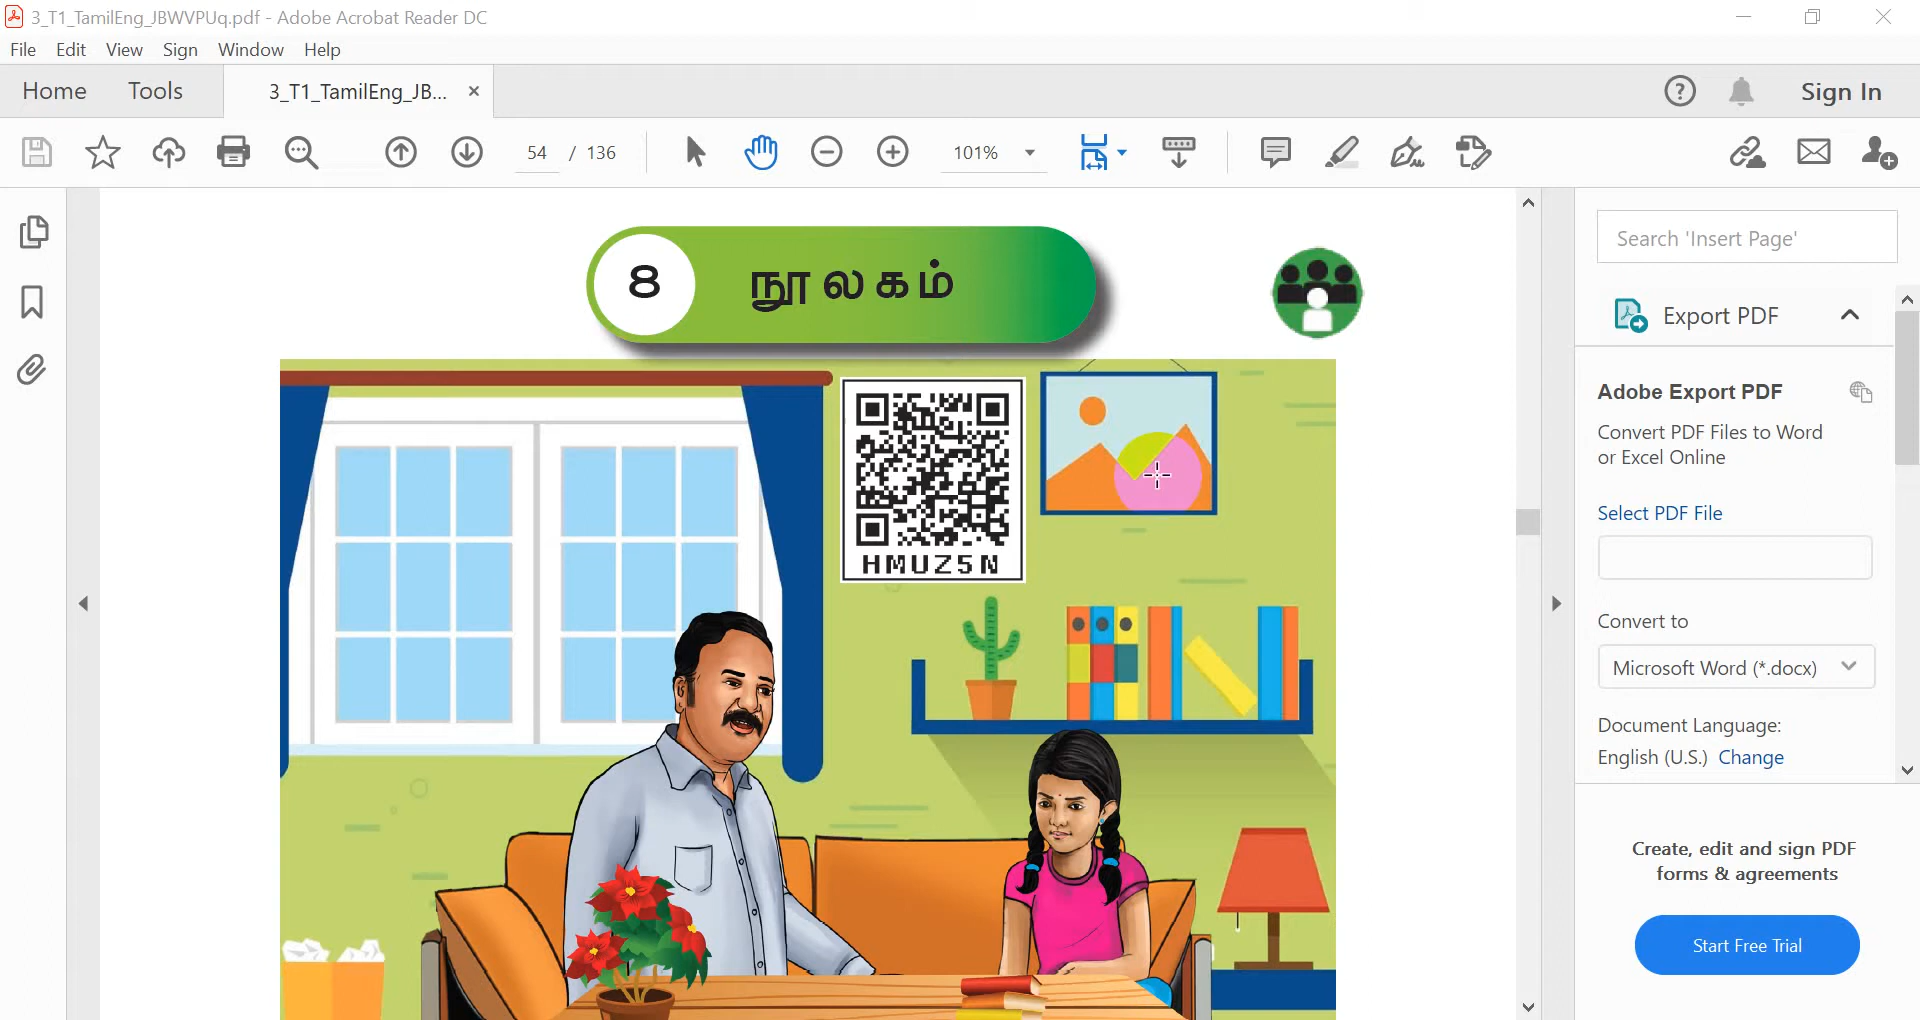 3_T1_TamilEng_JBWVPUq.pdf - Adobe Acrobat Reader DC
File Edit View Sign Window Help
Home Tools 3_T1_TamilEng_JB... × ? Sign In
54 / 136 101%
8 நூலகம்
HMUZ5N
Search 'Insert Page'
Export PDF
Adobe Export PDF
Convert PDF Files to Word
or Excel Online
Select PDF File
Convert to
Microsoft Word (*.docx)
Document Language:
English (U.S.) Change
Create, edit and sign PDF
forms & agreements
Start Free Trial